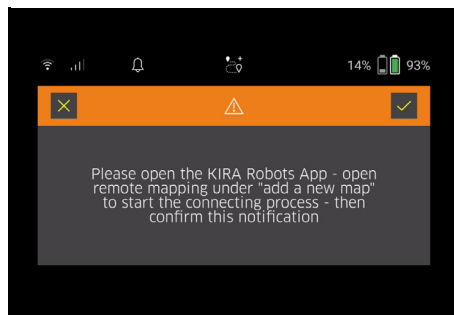 14% 93%
Please open the KIRA Robots App - open
remote mapping under "add a new map"
to start the connecting process - then
confirm this notification